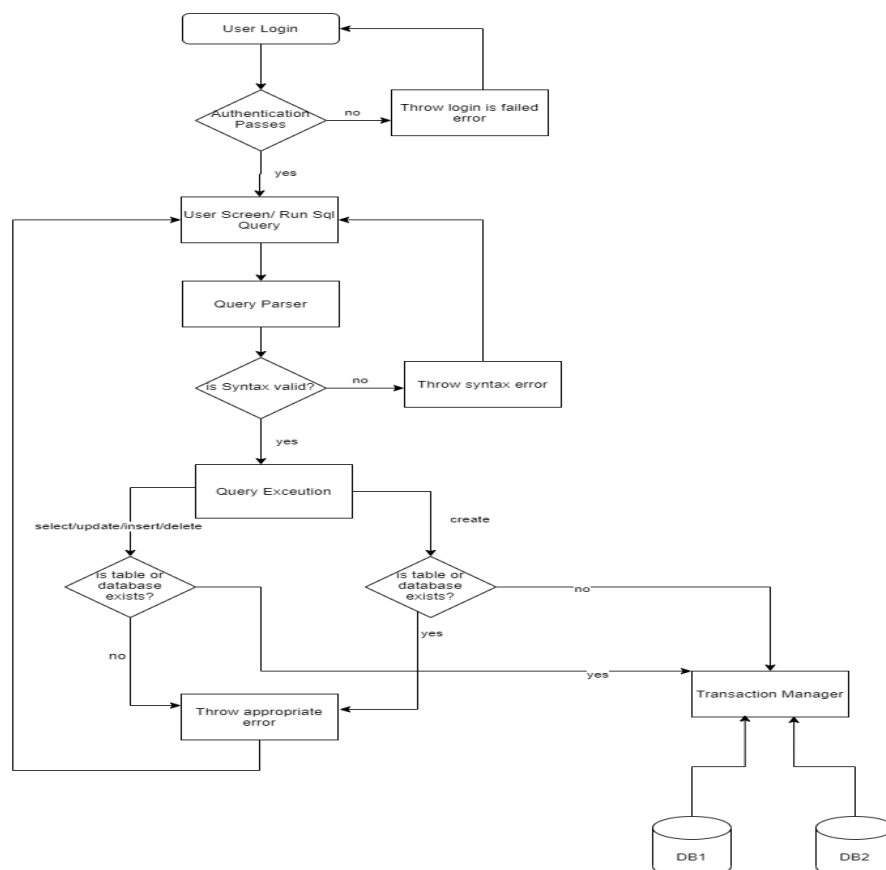 User Login
Authentication
Passes
no
Throw login is failed
error
yes
User Screen/ Run Sql
Query
Query Parser
is Syntax valid?
no
Throw syntax error
yes
Query Exceution
select/update/insert/delete
create
is table or
database
exists?
is table or
database
exists?
no
yes
no
yes
Throw appropriate
error
Transaction Manager
DB1
DB2